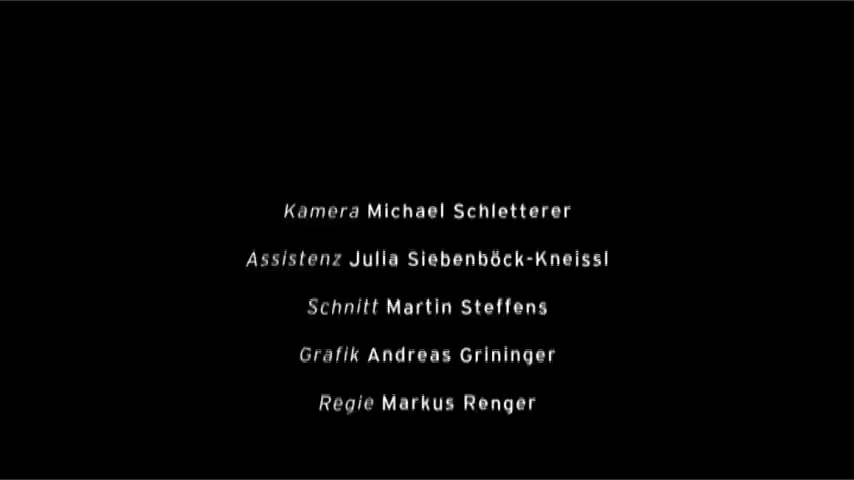 Kamera Michael Schletterer
Assistenz Julia Siebenböck-Kneissl
Schnitt Martin Steffens
Grafik Andreas Grininger
Regie Markus Renger